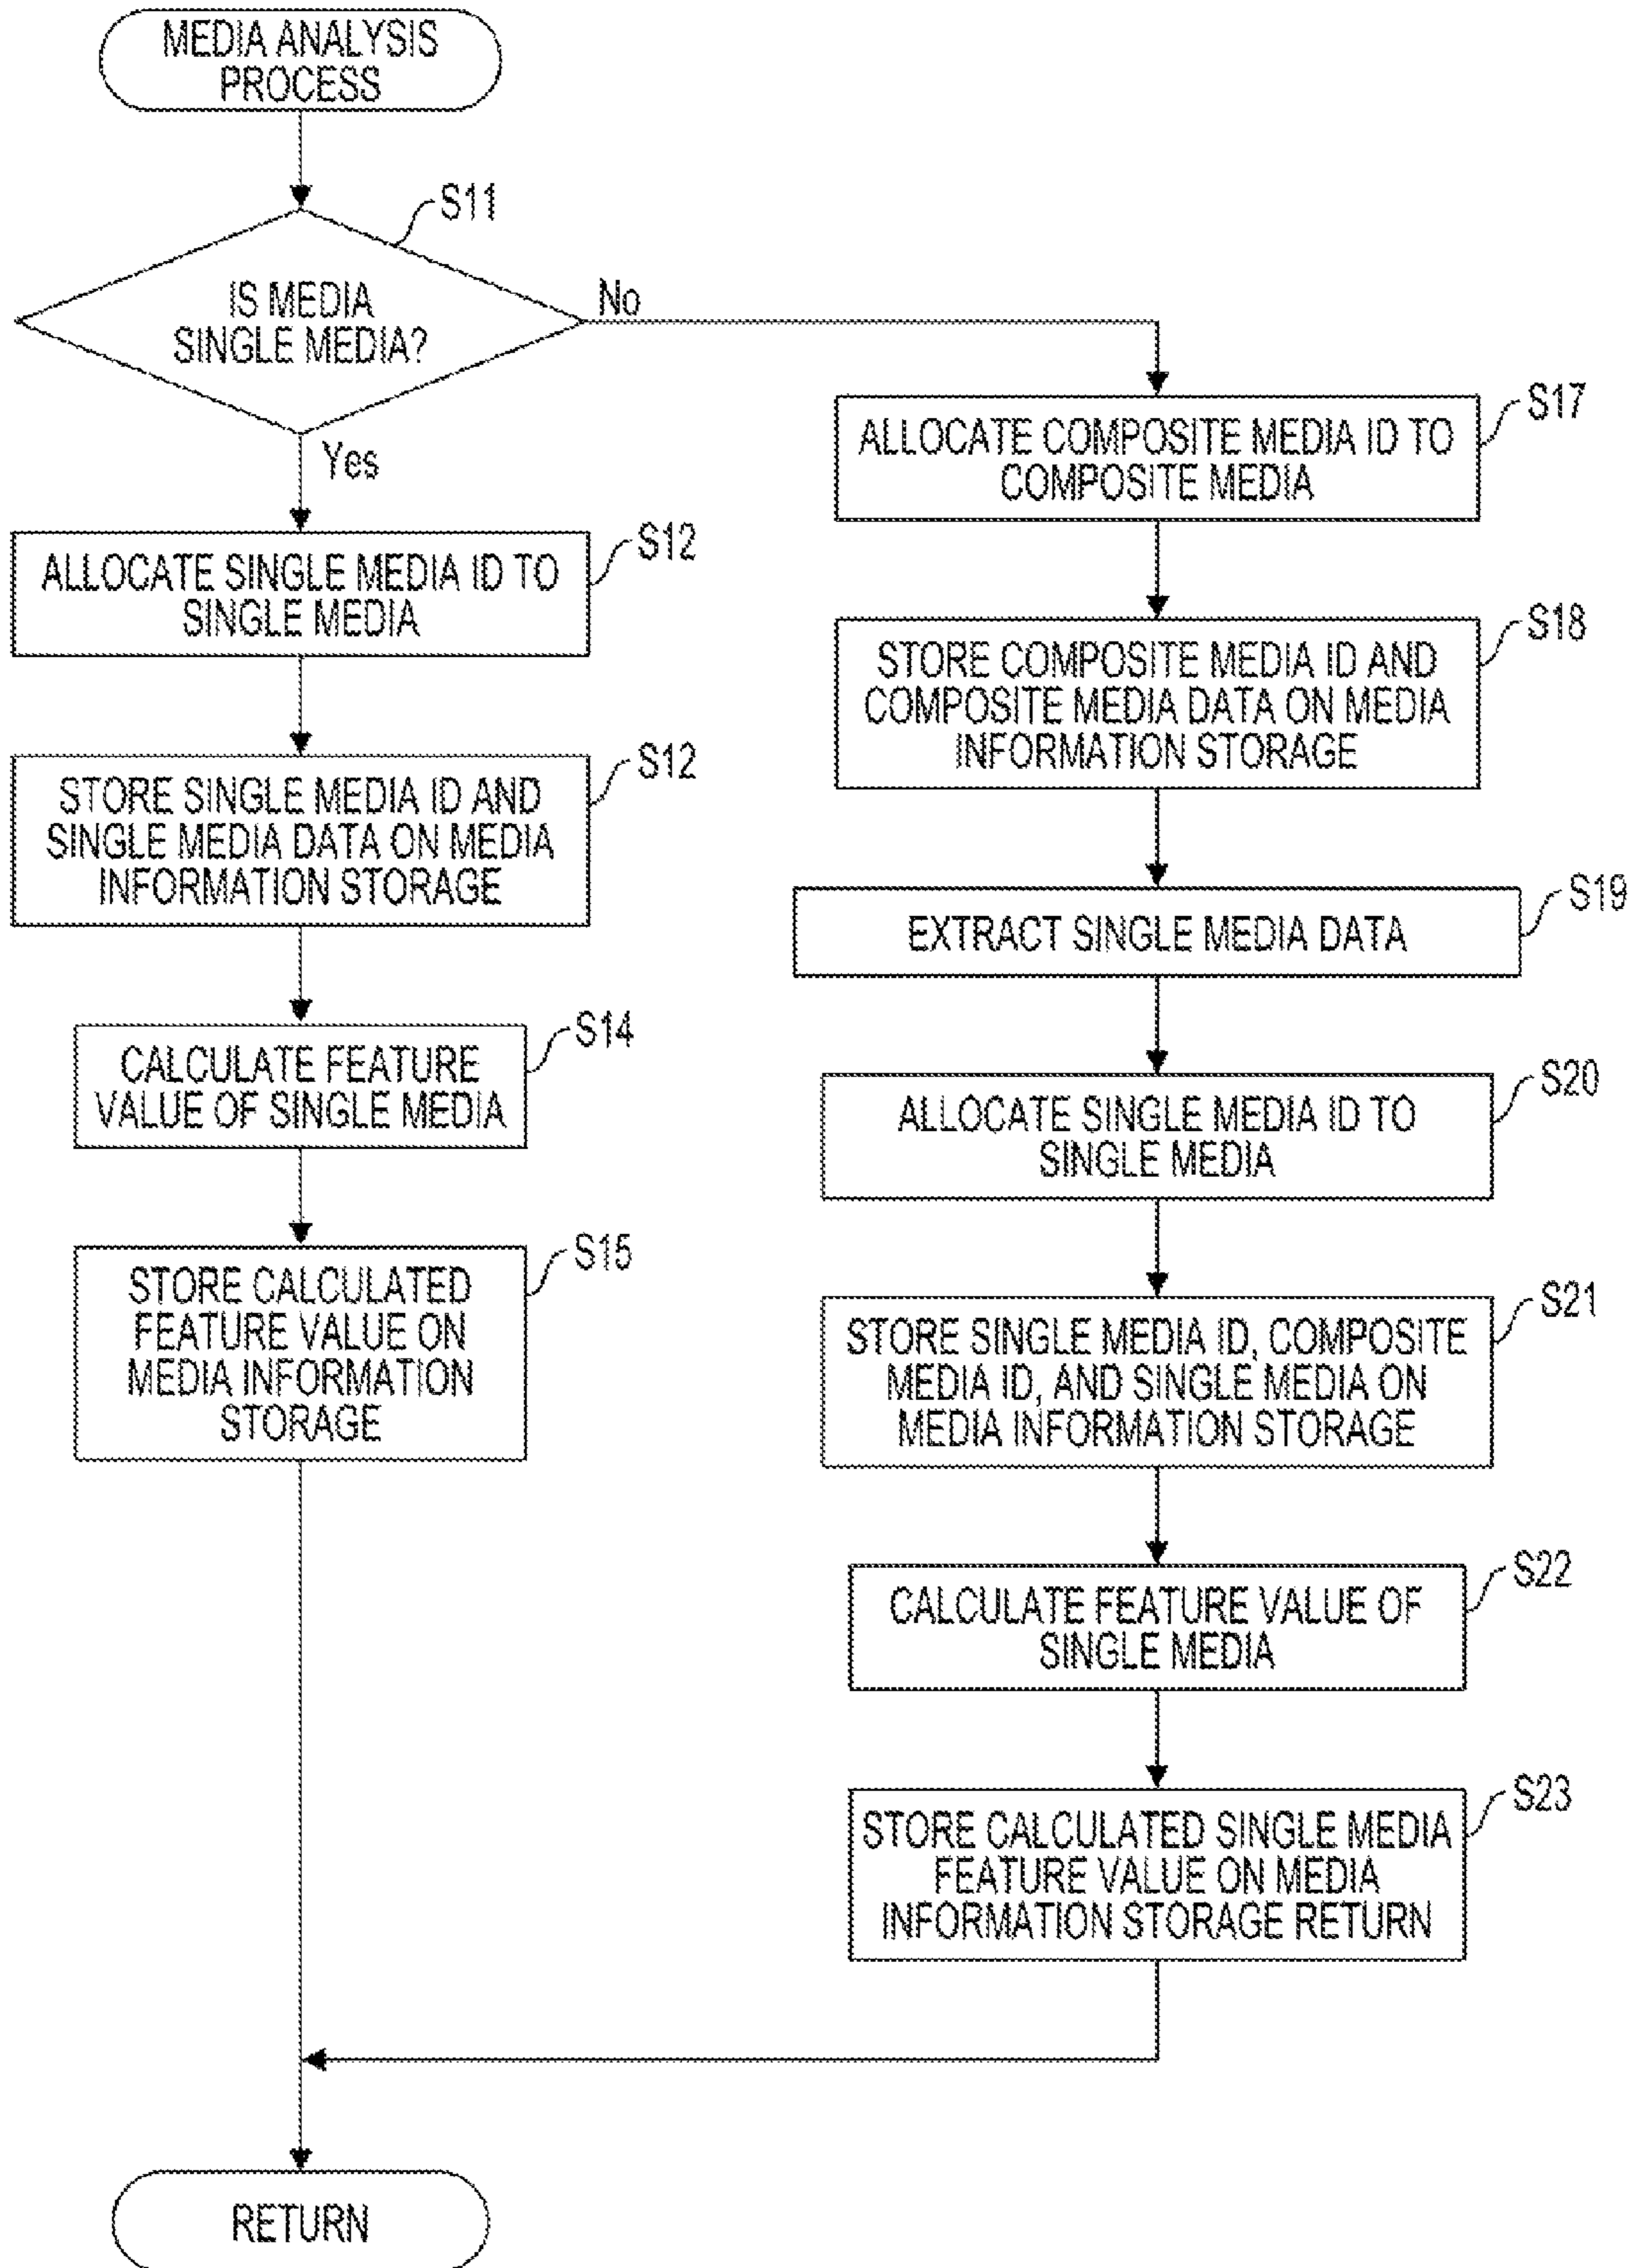 MEDIA ANALYSIS
PROCESS
S11
IS MEDIA
SINGLE MEDIA?
No
Yes
S12
ALLOCATE SINGLE MEDIA ID TO
SINGLE MEDIA
S12
STORE SINGLE MEDIA ID AND
SINGLE MEDIA DATA ON MEDIA
INFORMATION STORAGE
S14
CALCULATE FEATURE
VALUE OF SINGLE MEDIA
S15
STORE CALCULATED
FEATURE VALUE ON
MEDIA INFORMATION
STORAGE
S17
ALLOCATE COMPOSITE MEDIA ID TO
COMPOSITE MEDIA
S18
STORE COMPOSITE MEDIA ID AND
COMPOSITE MEDIA DATA ON MEDIA
INFORMATION STORAGE
S19
EXTRACT SINGLE MEDIA DATA
S20
ALLOCATE SINGLE MEDIA ID TO
SINGLE MEDIA
S21
STORE SINGLE MEDIA ID, COMPOSITE
MEDIA ID, AND SINGLE MEDIA ON
MEDIA INFORMATION STORAGE
S22
CALCULATE FEATURE VALUE OF
SINGLE MEDIA
S23
STORE CALCULATED SINGLE MEDIA
FEATURE VALUE ON MEDIA
INFORMATION STORAGE RETURN
RETURN